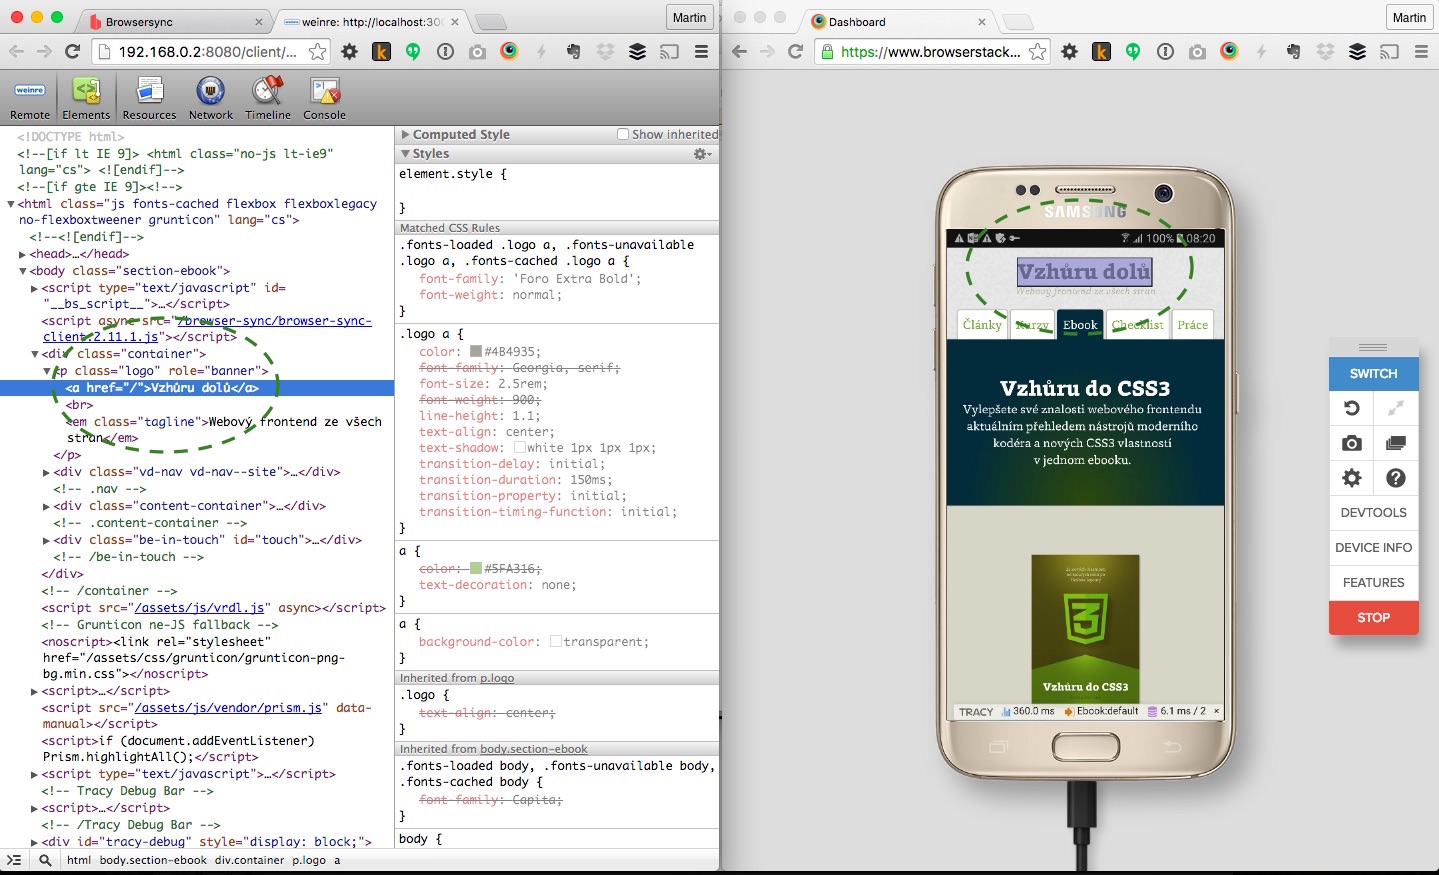 Browsersync
weinre: http://localhost:300
Martin
192.168.0.2:8080/client/...
weinre
Remote
Elements
Resources
Network
Timeline
Console
<!DOCTYPE html>
<!--[if lt IE 9]> <html class="no-js lt-ie9"
lang="cs"> <![endif]-->
<!--[if gte IE 9]><!-->
<html class="js fonts-cached flexbox flexboxlegacy
no-flexboxtweener grunticon" lang="cs">
<!--<![endif]-->
<head>…</head>
<body class="section-ebook">
<script type="text/javascript" id=
"__bs_script__">…</script>
<script async src="/browser-sync/browser-sync-
client.2.11.1.js"></script>
<div class="container">
<p class="logo" role="banner">
<a href="/">Vzhůru dolů</a>
<br>
<em class="tagline">Webový frontend ze všech
stran</em>
</p>
<div class="vd-nav vd-nav--site">…</div>
<!-- .nav -->
<div class="content-container">…</div>
<!-- .content-container -->
<div class="be-in-touch" id="touch">…</div>
<!-- /be-in-touch -->
</div>
<!-- /container -->
<script src="/assets/js/vrdl.js" async></script>
<!-- Grunticon ne-JS fallback -->
<noscript><link rel="stylesheet"
href="/assets/css/grunticon/grunticon-png-
bg.min.css"></noscript>
<script>…</script>
<script src="/assets/js/vendor/prism.js" data-
manual></script>
<script>if (document.addEventListener)
Prism.highlightAll();</script>
<script type="text/javascript">…</script>
<!-- Tracy Debug Bar -->
<script>…</script>
<!-- /Tracy Debug Bar -->
<div id="tracy-debug" style="display: block;">
html body.section-ebook div.container p.logo a
Computed Style
Show inherited
Styles
element.style {
}
Matched CSS Rules
.fonts-loaded .logo a, .fonts-unavailable
.logo a, .fonts-cached .logo a {
font-family: 'Foro Extra Bold';
font-weight: normal;
}
.logo a {
color: #4B4935;
font-family: Georgia, serif;
font-size: 2.5rem;
font-weight: 900;
line-height: 1.1;
text-align: center;
text-shadow: white 1px 1px 1px;
transition-delay: initial;
transition-duration: 150ms;
transition-property: initial;
transition-timing-function: initial;
}
a {
color: #5FA316;
text-decoration: none;
}
a {
background-color: transparent;
}
Inherited from p.logo
.logo {
text-align: center;
}
Inherited from body.section-ebook
.fonts-loaded body, .fonts-unavailable body,
.fonts-cached body {
font-family: Capita;
}
body {
Dashboard
Martin
https://www.browserstack...
SAMSUNG
100% 08:20
Vzhůru dolů
Webový frontend ze všech stran
Články
Kurzy
Ebook
Checklist
Práce
Vzhůru do CSS3
Vylepšete své znalosti webového frontendu
aktuálním přehledem nástrojů moderního
kodéra a nových CSS3 vlastností
v jednom ebooku.
3
Vzhůru do CSS3
TRACY 360.0 ms Ebook:default 6.1 ms / 2 ×
SWITCH
DEVTOOLS
DEVICE INFO
FEATURES
STOP